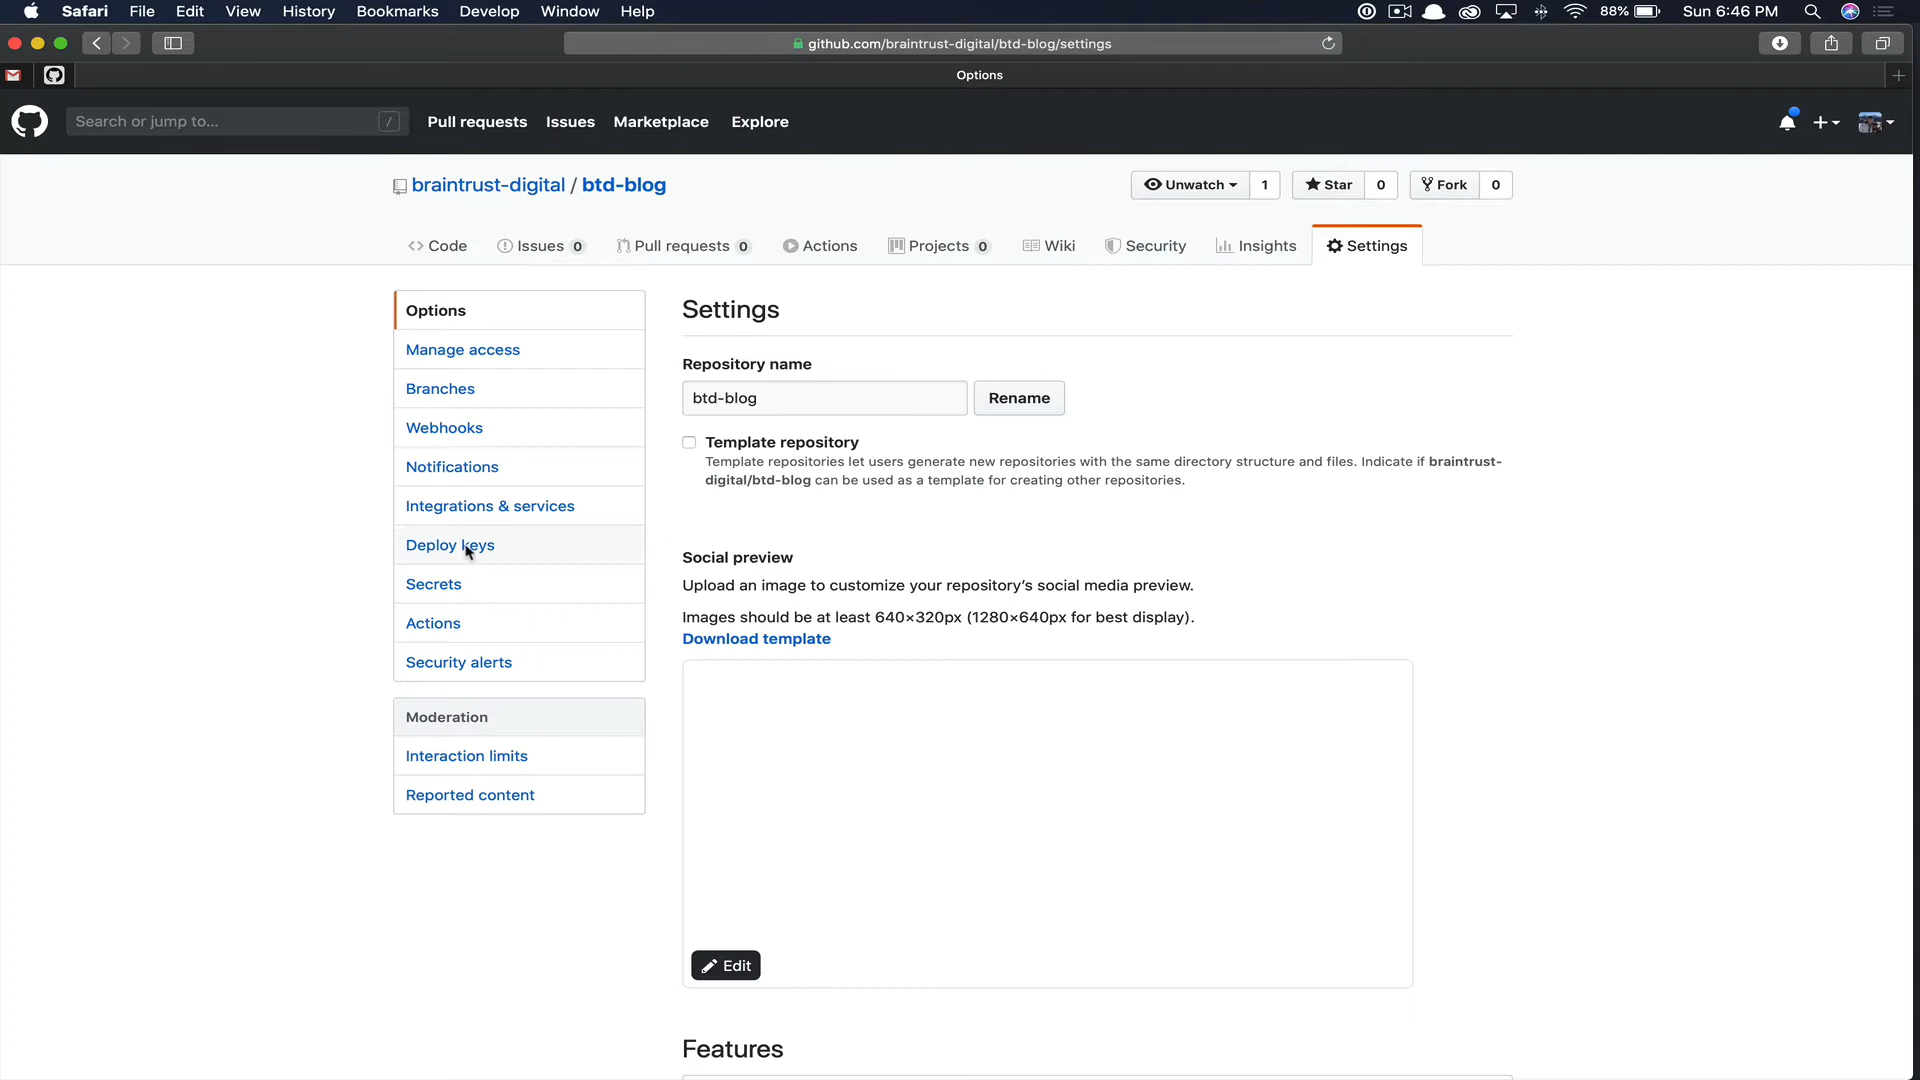 Safari File Edit View History Bookmarks Develop Window Help 88% Sun 6:46 PM
github.com/braintrust-digital/btd-blog/settings
Options
Search or jump to... / Pull requests Issues Marketplace Explore
braintrust-digital / btd-blog Unwatch 1 Star 0 Fork 0
Code Issues 0 Pull requests 0 Actions Projects 0 Wiki Security Insights Settings
Options
Manage access
Branches
Webhooks
Notifications
Integrations & services
Deploy keys
Secrets
Actions
Security alerts
Moderation
Interaction limits
Reported content
Settings
Repository name
btd-blog Rename
Template repository
Template repositories let users generate new repositories with the same directory structure and files. Indicate if braintrust-
digital/btd-blog can be used as a template for creating other repositories.
Social preview
Upload an image to customize your repository’s social media preview.
Images should be at least 640×320px (1280×640px for best display).
Download template
Edit
Features